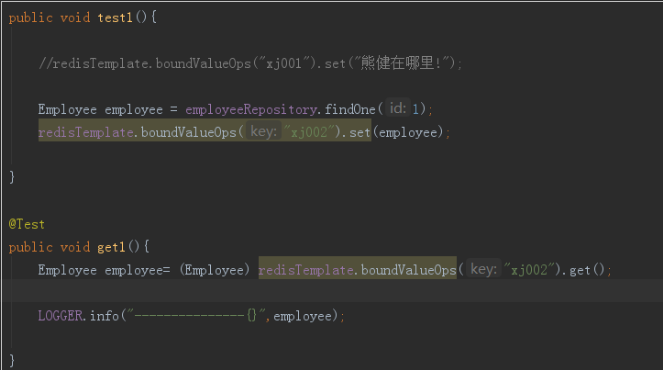 public void test1(){
//redisTemplate.boundValueOps("xj001").set("熊健在哪里!");
Employee employee = employeeRepository.findOne( id: 1);
redisTemplate.boundValueOps( key: "xj002").set(employee);
}
@Test
public void get1(){
Employee employee= (Employee) redisTemplate.boundValueOps( key: "xj002").get();
LOGGER.info("---------------{}",employee);
}